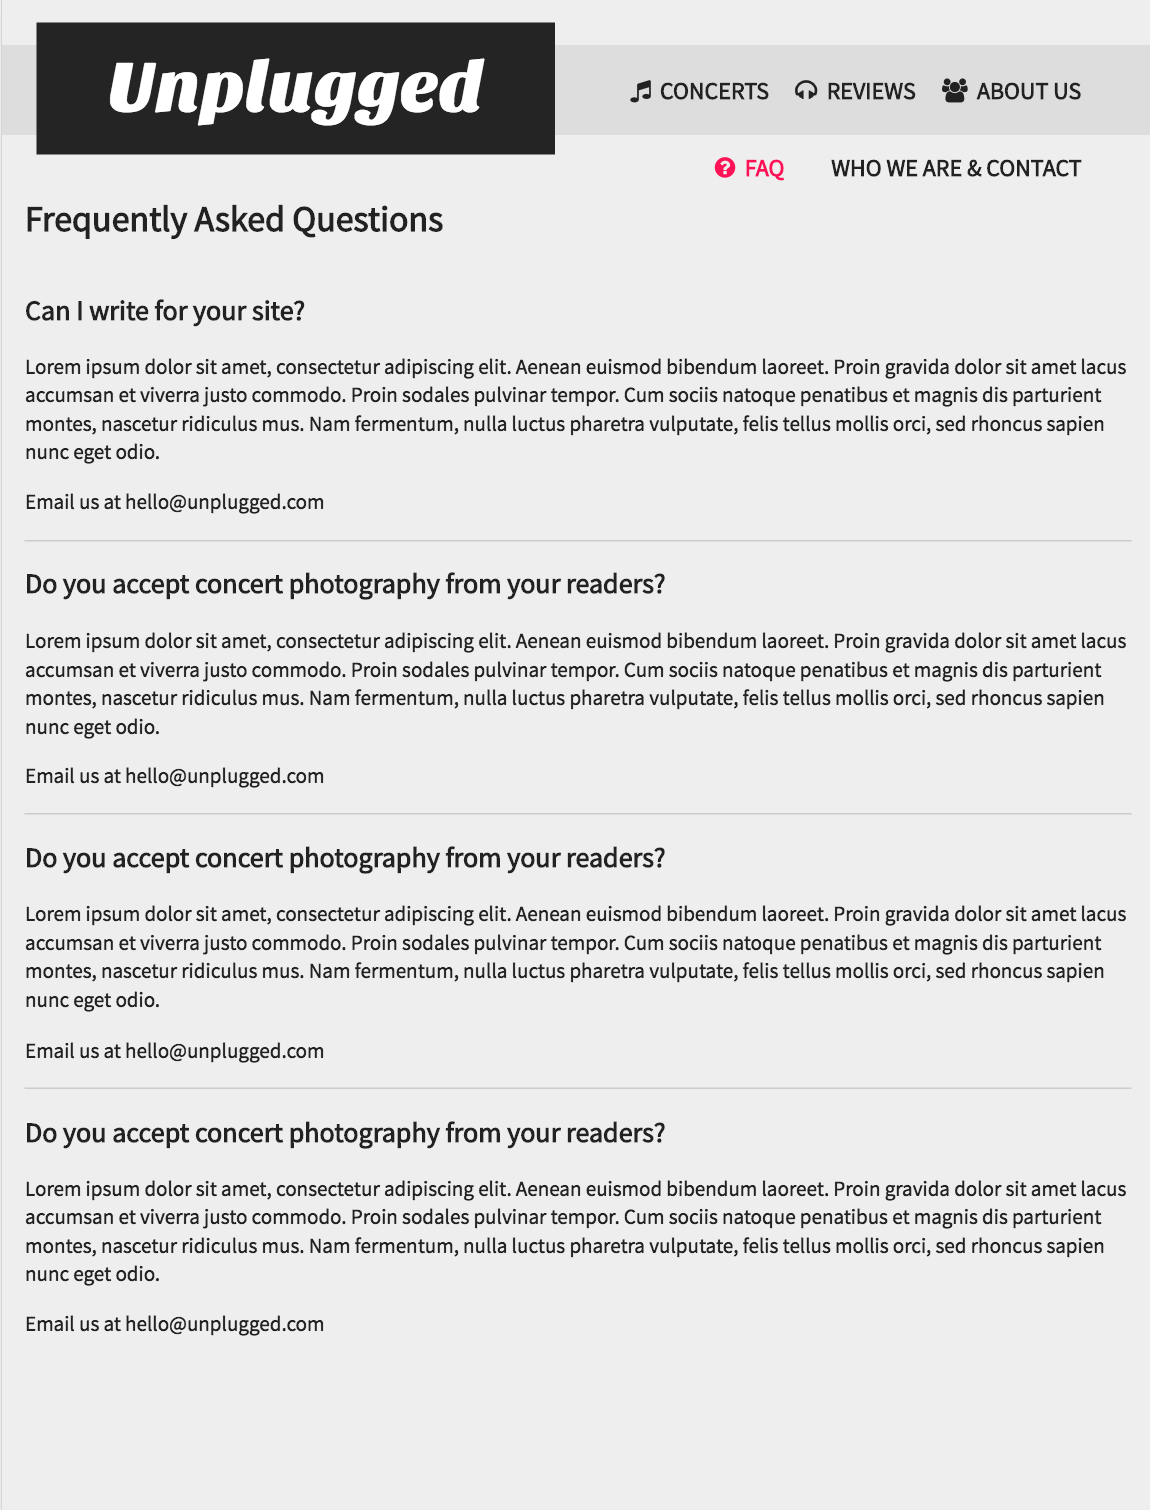 Unplugged
CONCERTS REVIEWS ABOUT US
FAQ WHO WE ARE & CONTACT
Frequently Asked Questions
Can I write for your site?
Lorem ipsum dolor sit amet, consectetur adipiscing elit. Aenean euismod bibendum laoreet. Proin gravida dolor sit amet lacus
accumsan et viverra justo commodo. Proin sodales pulvinar tempor. Cum sociis natoque penatibus et magnis dis parturient
montes, nascetur ridiculus mus. Nam fermentum, nulla luctus pharetra vulputate, felis tellus mollis orci, sed rhoncus sapien
nunc eget odio.
Email us at hello@unplugged.com
Do you accept concert photography from your readers?
Lorem ipsum dolor sit amet, consectetur adipiscing elit. Aenean euismod bibendum laoreet. Proin gravida dolor sit amet lacus
accumsan et viverra justo commodo. Proin sodales pulvinar tempor. Cum sociis natoque penatibus et magnis dis parturient
montes, nascetur ridiculus mus. Nam fermentum, nulla luctus pharetra vulputate, felis tellus mollis orci, sed rhoncus sapien
nunc eget odio.
Email us at hello@unplugged.com
Do you accept concert photography from your readers?
Lorem ipsum dolor sit amet, consectetur adipiscing elit. Aenean euismod bibendum laoreet. Proin gravida dolor sit amet lacus
accumsan et viverra justo commodo. Proin sodales pulvinar tempor. Cum sociis natoque penatibus et magnis dis parturient
montes, nascetur ridiculus mus. Nam fermentum, nulla luctus pharetra vulputate, felis tellus mollis orci, sed rhoncus sapien
nunc eget odio.
Email us at hello@unplugged.com
Do you accept concert photography from your readers?
Lorem ipsum dolor sit amet, consectetur adipiscing elit. Aenean euismod bibendum laoreet. Proin gravida dolor sit amet lacus
accumsan et viverra justo commodo. Proin sodales pulvinar tempor. Cum sociis natoque penatibus et magnis dis parturient
montes, nascetur ridiculus mus. Nam fermentum, nulla luctus pharetra vulputate, felis tellus mollis orci, sed rhoncus sapien
nunc eget odio.
Email us at hello@unplugged.com